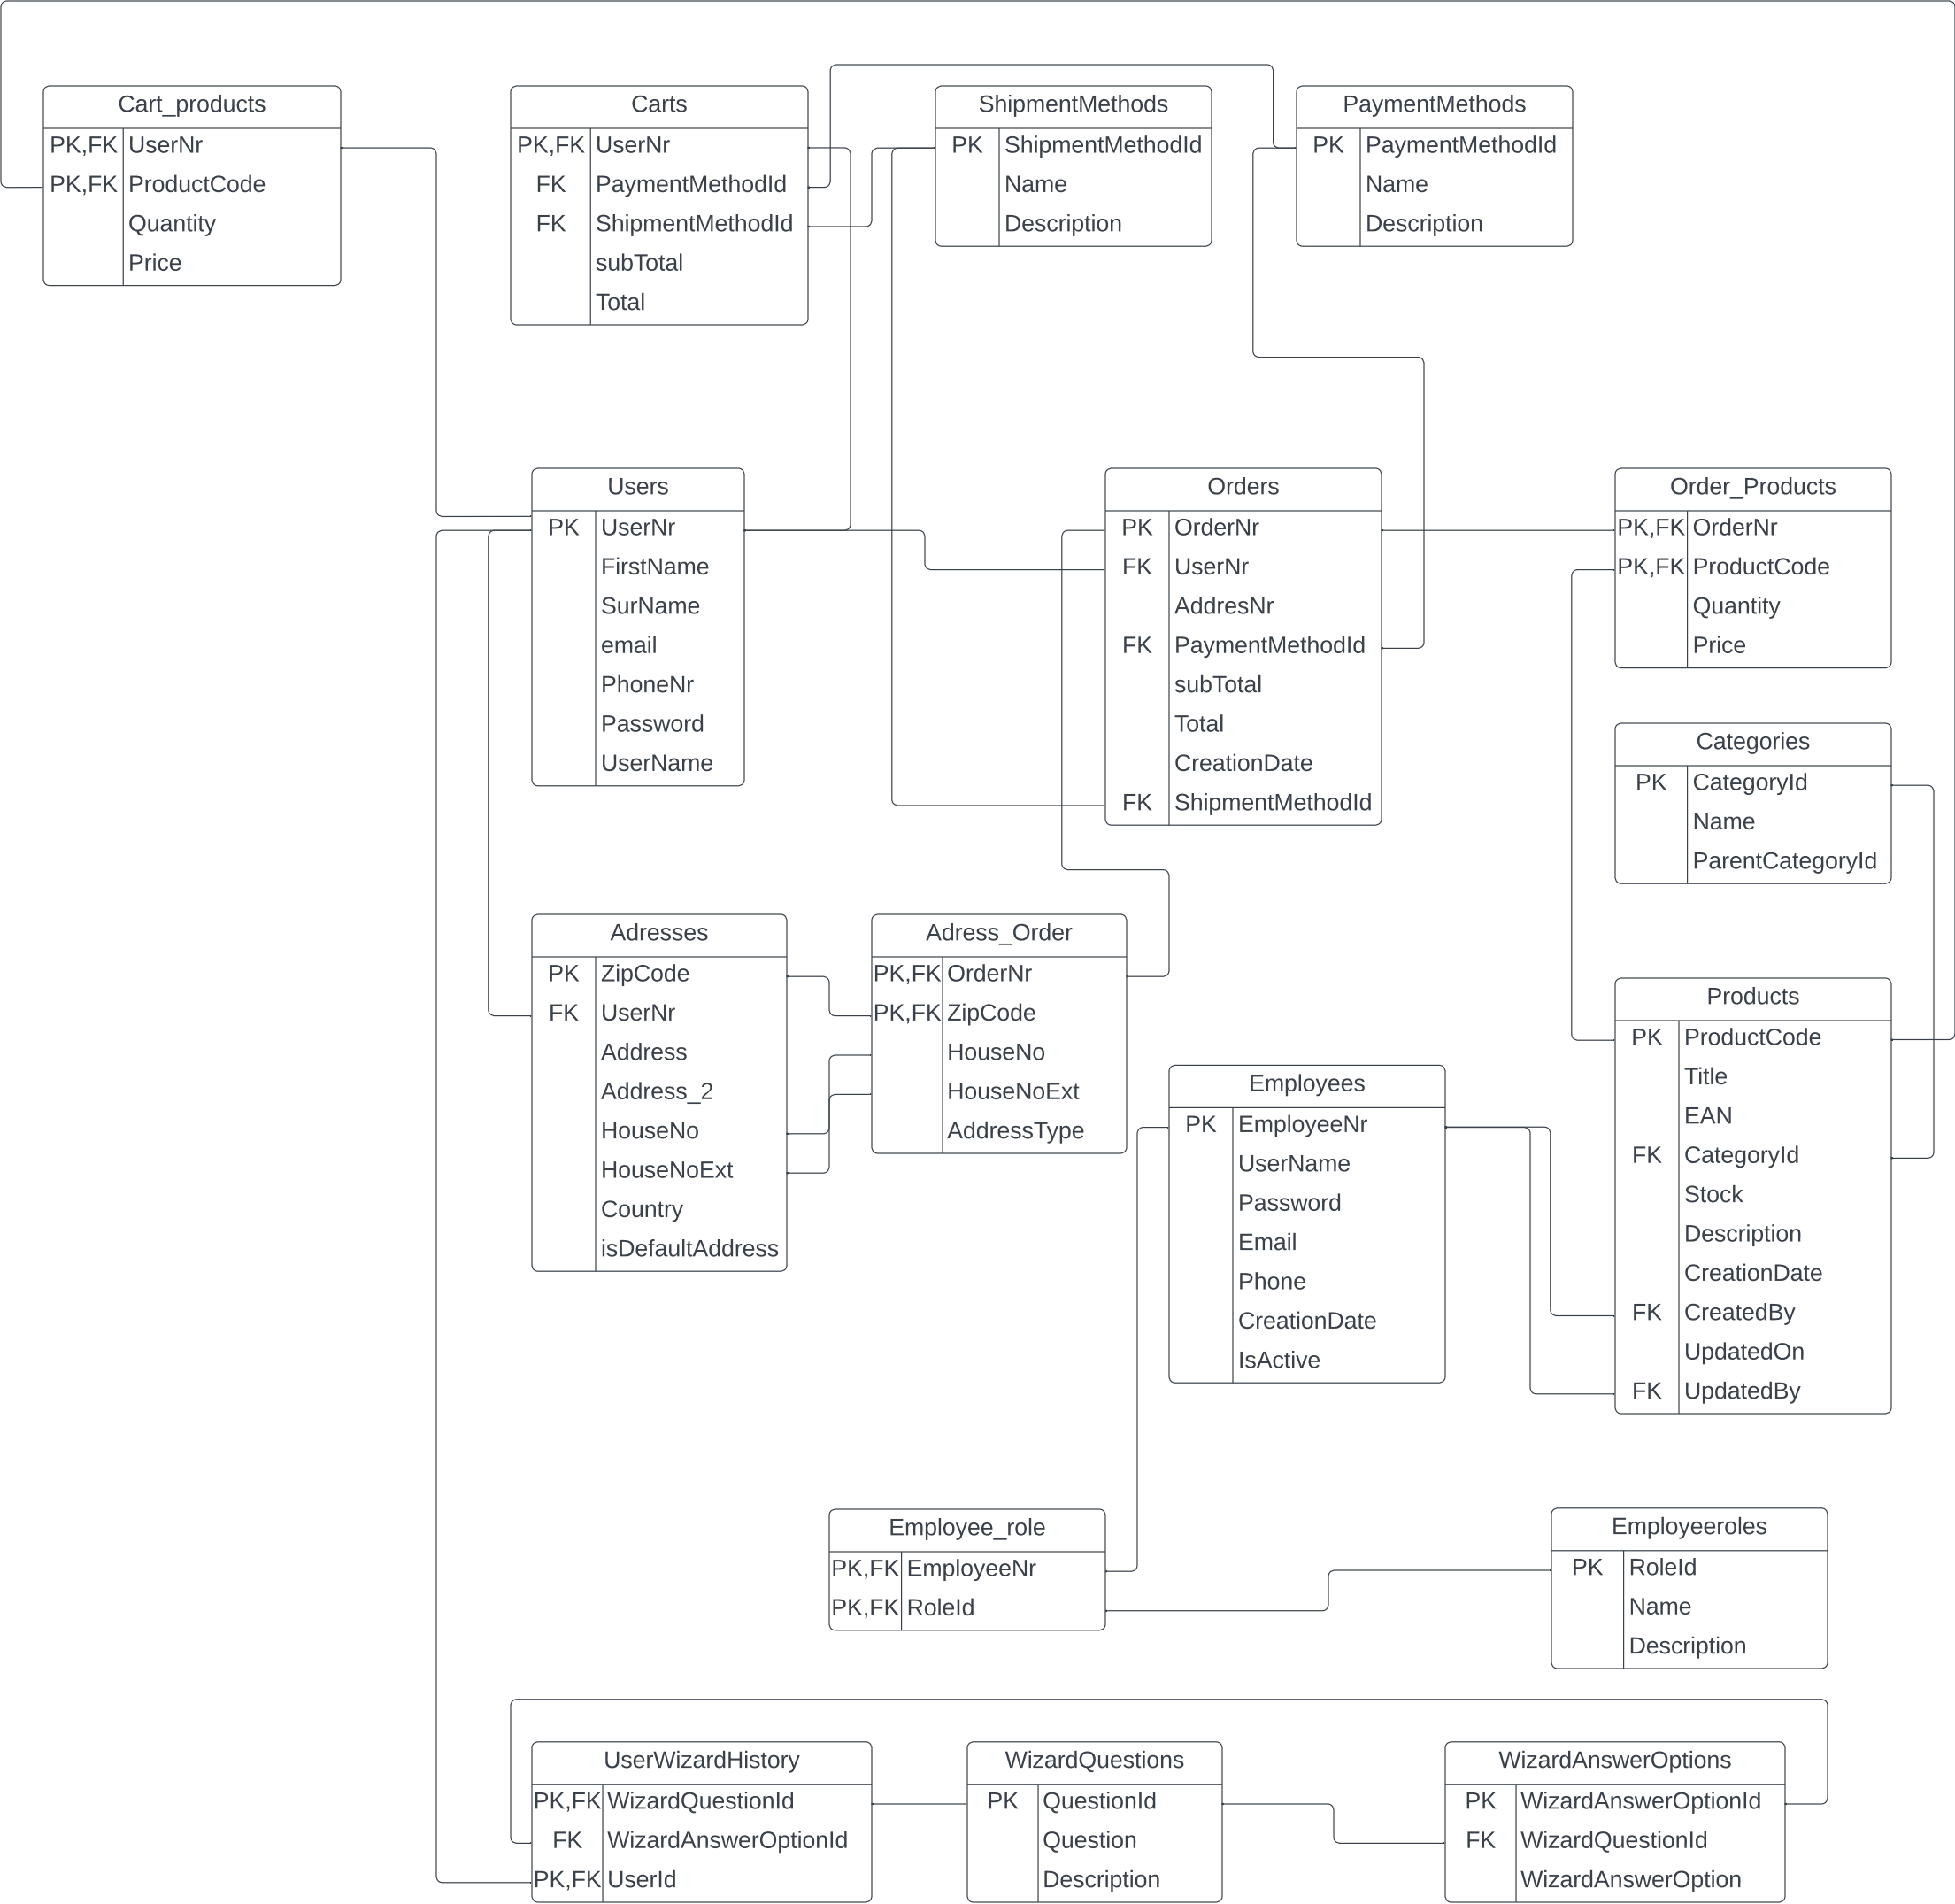 Cart_products
PK,FK UserNr
PK,FK ProductCode
Quantity
Price
Carts
PK,FK UserNr
FK PaymentMethodId
FK ShipmentMethodId
subTotal
Total
ShipmentMethods
PK ShipmentMethodId
Name
Description
PaymentMethods
PK PaymentMethodId
Name
Description
Users
PK UserNr
FirstName
SurName
email
PhoneNr
Password
UserName
Orders
PK OrderNr
FK UserNr
AddresNr
FK PaymentMethodId
subTotal
Total
CreationDate
FK ShipmentMethodId
Order_Products
PK,FK OrderNr
PK,FK ProductCode
Quantity
Price
Categories
PK CategoryId
Name
ParentCategoryId
Adresses
PK ZipCode
FK UserNr
Address
Address_2
HouseNo
HouseNoExt
Country
isDefaultAddress
Adress_Order
PK,FK OrderNr
PK,FK ZipCode
HouseNo
HouseNoExt
AddressType
Employees
PK EmployeeNr
UserName
Password
Email
Phone
CreationDate
IsActive
Products
PK ProductCode
Title
EAN
FK CategoryId
Stock
Description
CreationDate
FK CreatedBy
UpdatedOn
FK UpdatedBy
Employee_role
PK,FK EmployeeNr
PK,FK RoleId
Employeeroles
PK RoleId
Name
Description
UserWizardHistory
PK,FK WizardQuestionId
FK WizardAnswerOptionId
PK,FK UserId
WizardQuestions
PK QuestionId
Question
Description
WizardAnswerOptions
PK WizardAnswerOptionId
FK WizardQuestionId
WizardAnswerOption